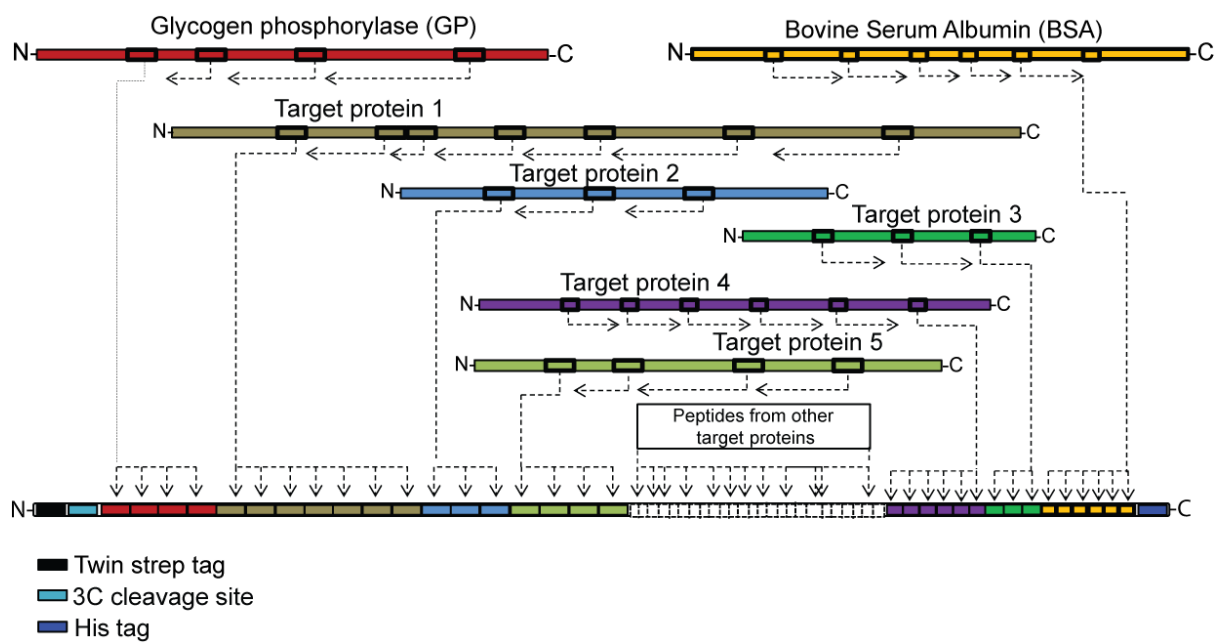 Glycogen phosphorylase (GP)
N
C
Bovine Serum Albumin (BSA)
N
C
Target protein 1
N
C
Target protein 2
N
C
Target protein 3
N
C
Target protein 4
N
C
Target protein 5
N
C
Peptides from other
target proteins
N
C
Twin strep tag
3C cleavage site
His tag